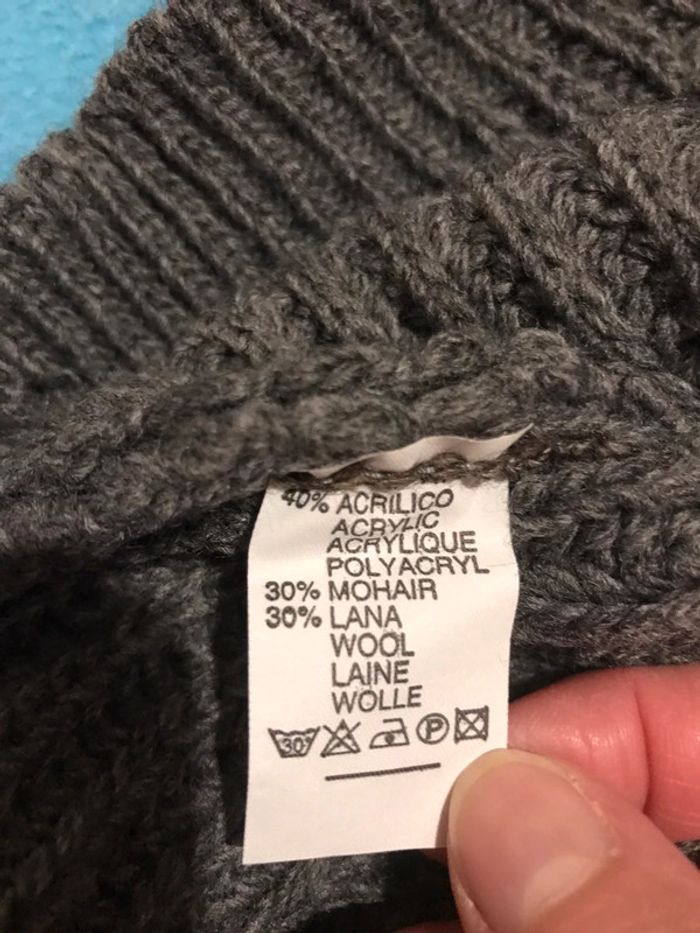 40% ACRILICO
ACRYLIC
ACRYLIQUE
POLYACRYL
30% MOHAIR
30% LANA
WOOL
LAINE
WOLLE
30° P